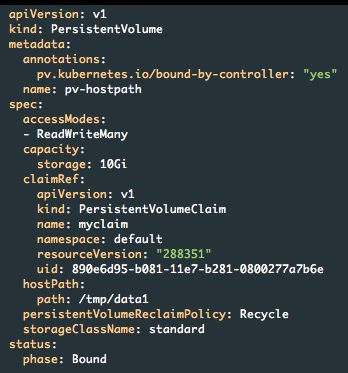 apiVersion: v1
kind: PersistentVolume
metadata:
  annotations:
    pv.kubernetes.io/bound-by-controller: "yes"
  name: pv-hostpath
spec:
  accessModes:
  - ReadWriteMany
  capacity:
    storage: 10Gi
  claimRef:
    apiVersion: v1
    kind: PersistentVolumeClaim
    name: myclaim
    namespace: default
    resourceVersion: "288351"
    uid: 890e6d95-b081-11e7-b281-0800277a7b6e
  hostPath:
    path: /tmp/data1
  persistentVolumeReclaimPolicy: Recycle
  storageClassName: standard
status:
  phase: Bound